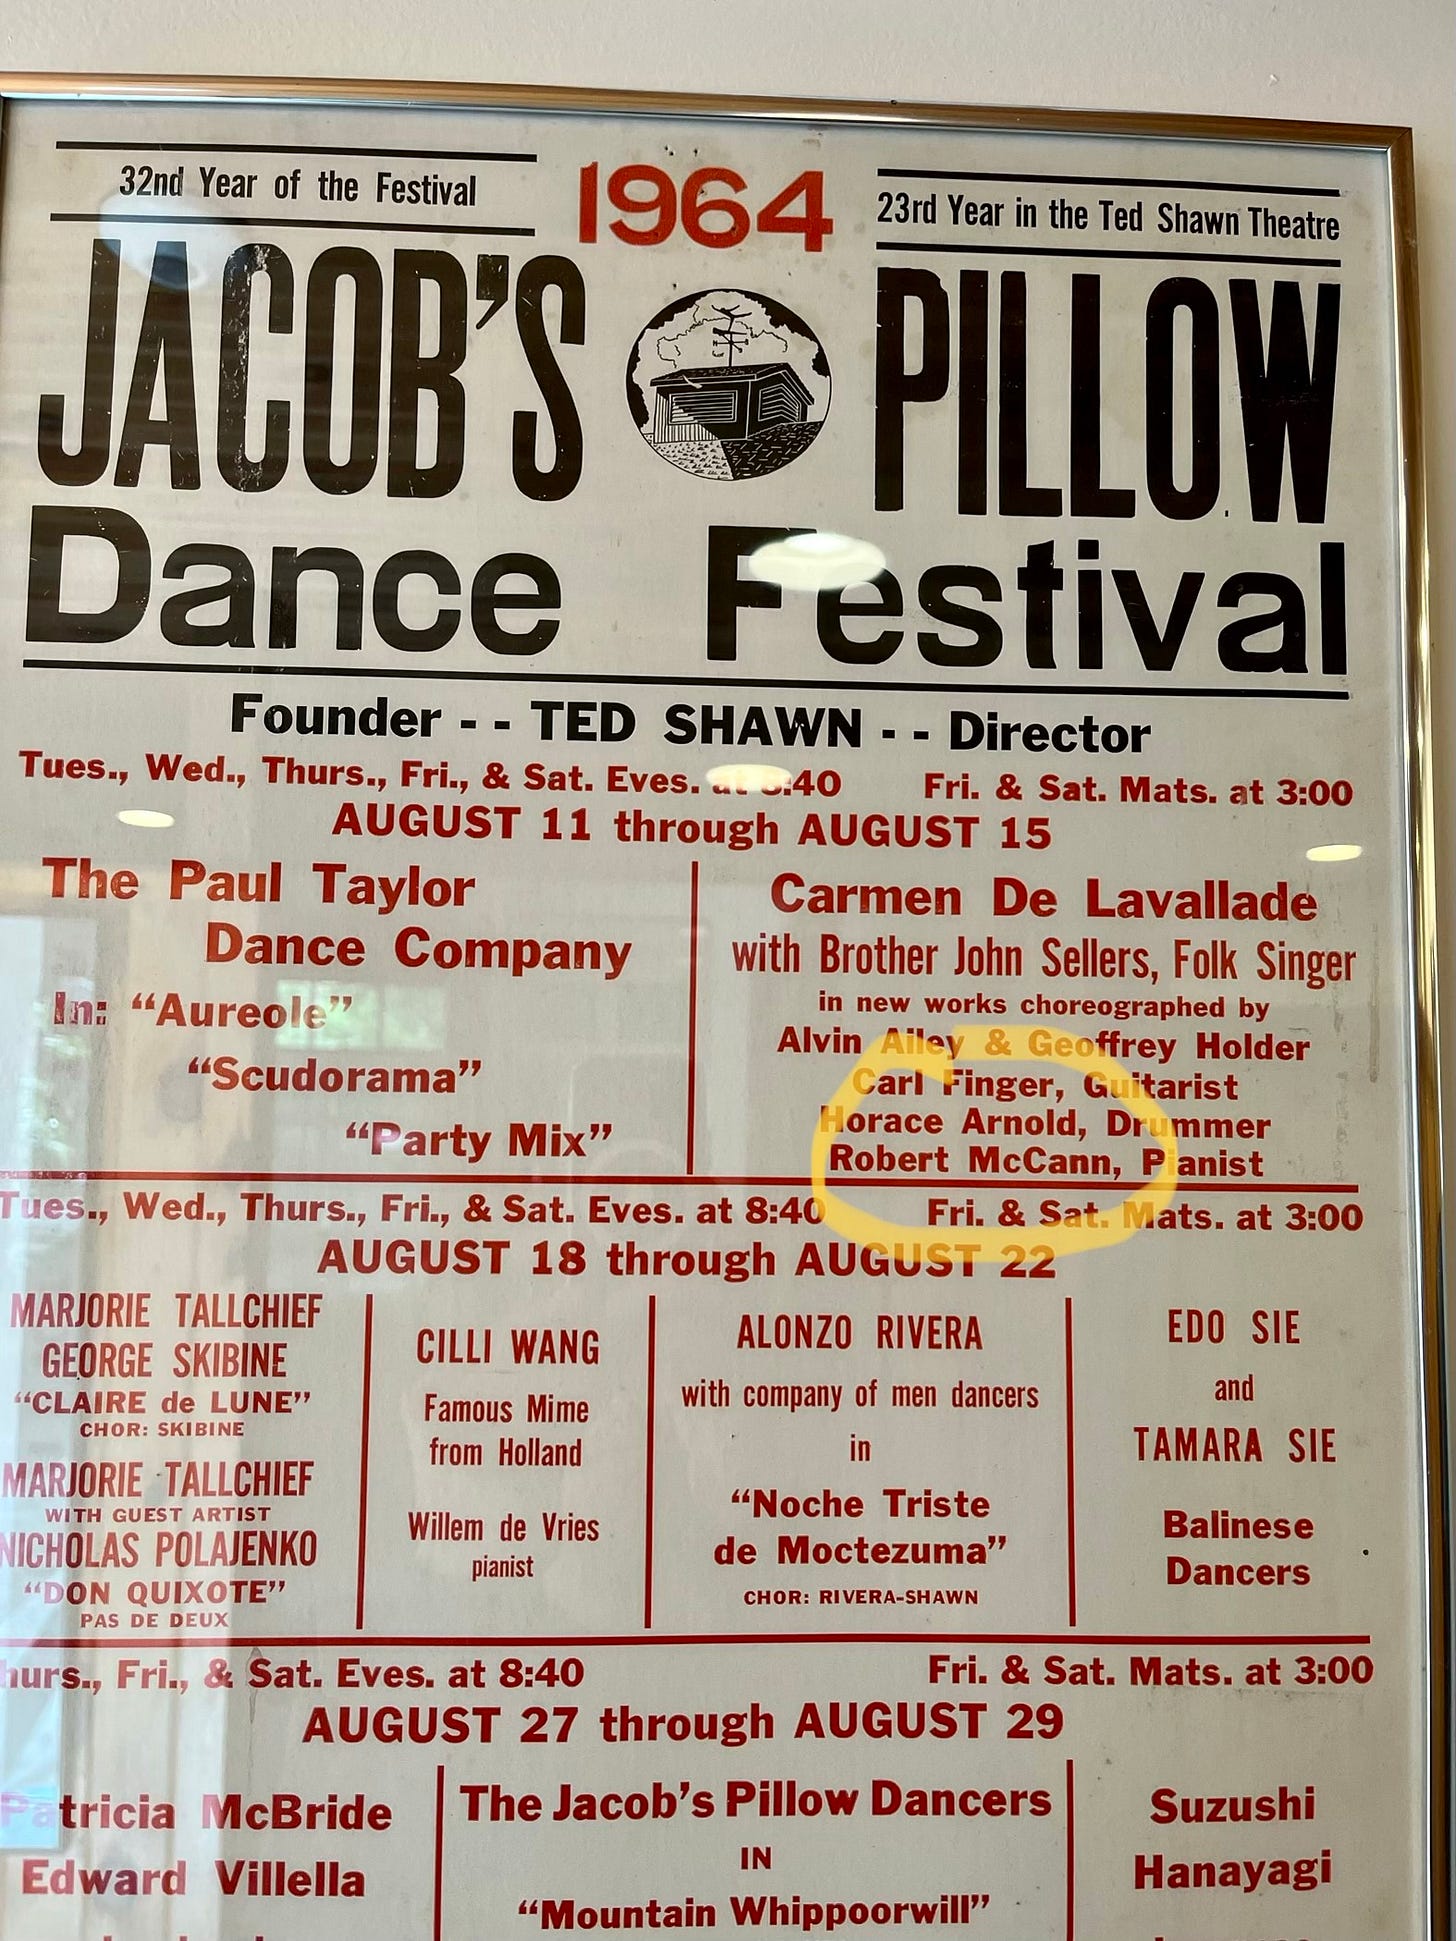 32nd Year of the Festival
1964
23rd Year in the Ted Shawn Theatre
JACOB'S PILLOW
Dance Festival
Founder - - TED SHAWN - - Director
Tues., Wed., Thurs., Fri., & Sat. Eves. at 8:40 Fri. & Sat. Mats. at 3:00
AUGUST 11 through AUGUST 15
The Paul Taylor
Dance Company
In: “Aureole”
“Scudorama”
“Party Mix”
Carmen De Lavallade
with Brother John Sellers, Folk Singer
in new works choreographed by
Alvin Ailey & Geoffrey Holder
Carl Finger, Guitarist
Horace Arnold, Drummer
Robert McCann, Pianist
Tues., Wed., Thurs., Fri., & Sat. Eves. at 8:40 Fri. & Sat. Mats. at 3:00
AUGUST 18 through AUGUST 22
MARJORIE TALLCHIEF
GEORGE SKIBINE
“CLAIRE de LUNE”
CHOR: SKIBINE
MARJORIE TALLCHIEF
WITH GUEST ARTIST
NICHOLAS POLAJENKO
“DON QUIXOTE”
PAS DE DEUX
CILLI WANG
Famous Mime
from Holland
Willem de Vries
pianist
ALONZO RIVERA
with company of men dancers
in
“Noche Triste
de Moctezuma”
CHOR: RIVERA-SHAWN
EDO SIE
and
TAMARA SIE
Balinese
Dancers
hurs., Fri., & Sat. Eves. at 8:40 Fri. & Sat. Mats. at 3:00
AUGUST 27 through AUGUST 29
Patricia McBride
Edward Villella
The Jacob's Pillow Dancers
IN
“Mountain Whippoorwill”
Suzushi
Hanayagi